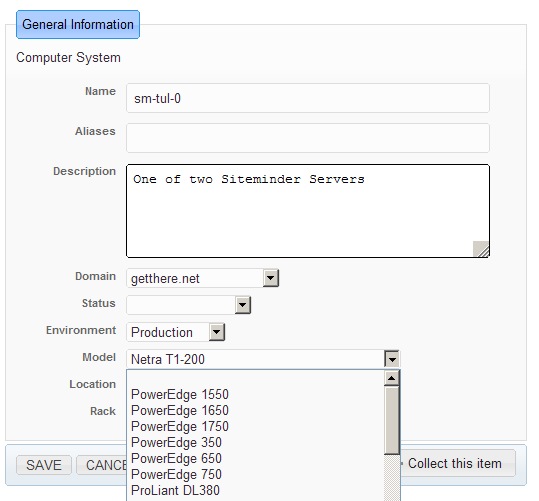 General Information
Computer System
Name sm-tul-0
Aliases
Description One of two Siteminder Servers
Domain getthere.net
Status
Environment Production
Model Netra T1-200
Location
PowerEdge 1550
PowerEdge 1650
Rack
PowerEdge 1750
PowerEdge 350
PowerEdge 650
PowerEdge 750
ProLiant DL380
SAVE
Collect this item